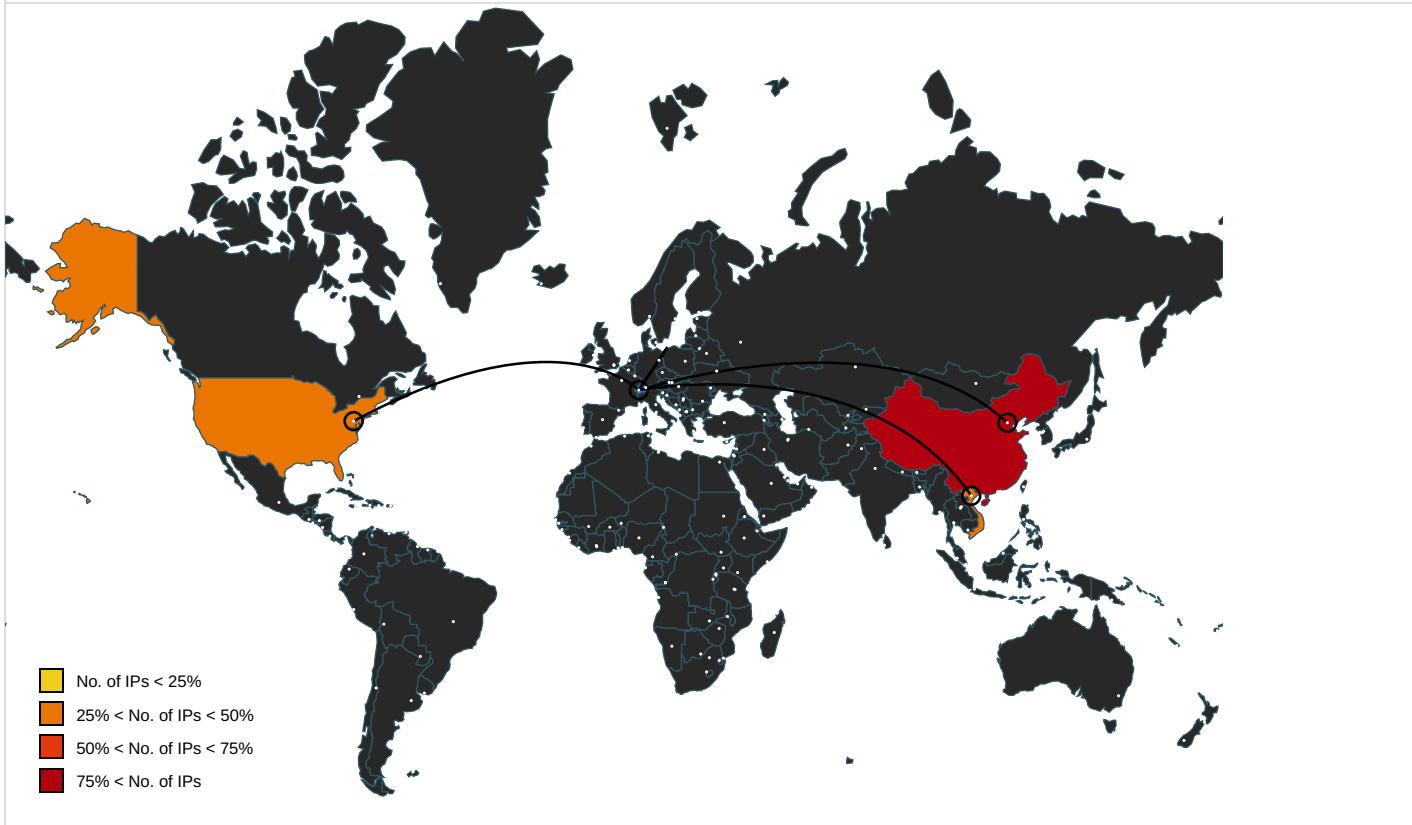 No. of IPs < 25%
25% < No. of IPs < 50%
50% < No. of IPs < 75%
75% < No. of IPs